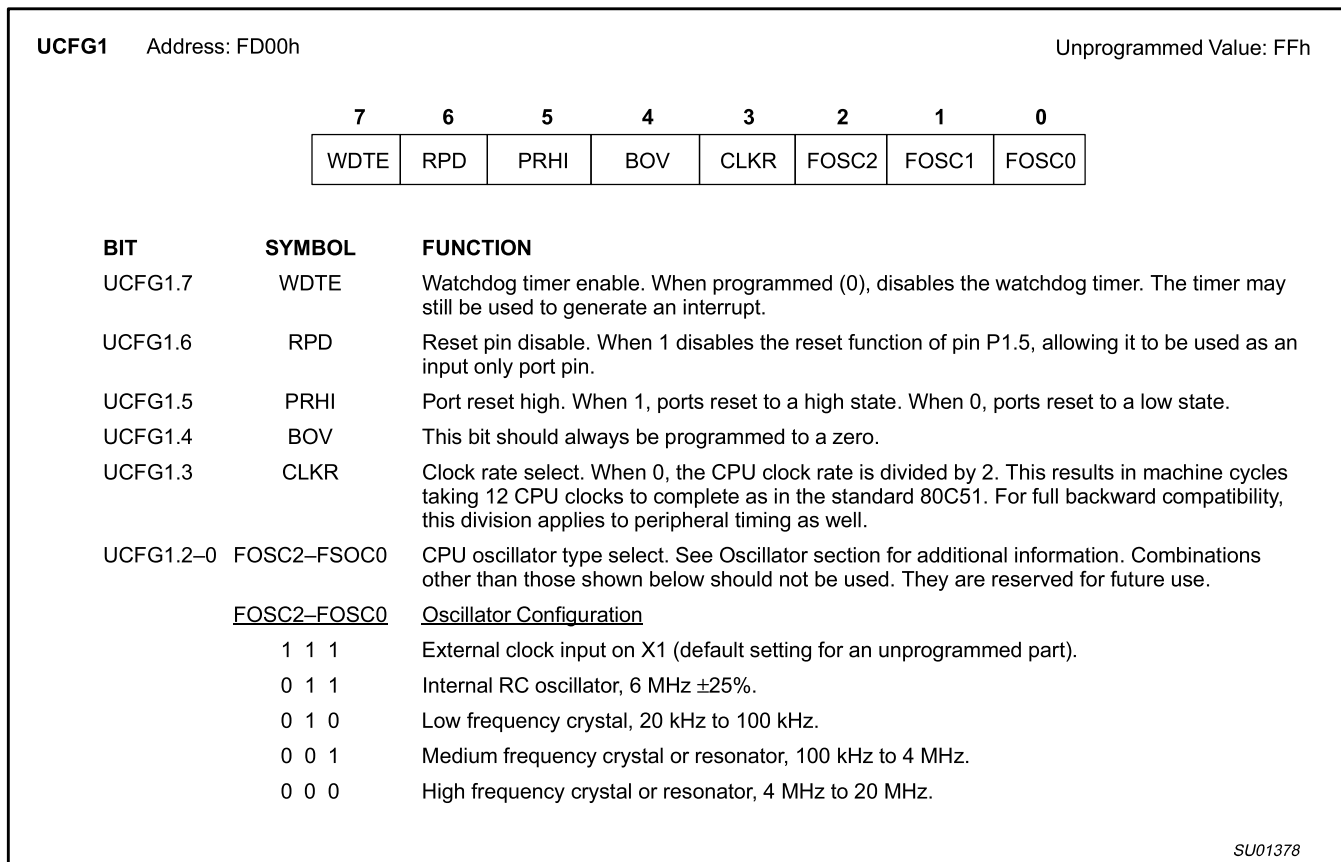 UCFG1 Address: FD00h Unprogrammed Value: FFh
7 6 5 4 3 2 1 0
WDTE RPD PRHI BOV CLKR FOSC2 FOSC1 FOSC0
BIT SYMBOL FUNCTION
UCFG1.7 WDTE Watchdog timer enable. When programmed (0), disables the watchdog timer. The timer may
still be used to generate an interrupt.
UCFG1.6 RPD Reset pin disable. When 1 disables the reset function of pin P1.5, allowing it to be used as an
input only port pin.
UCFG1.5 PRHI Port reset high. When 1, ports reset to a high state. When 0, ports reset to a low state.
UCFG1.4 BOV This bit should always be programmed to a zero.
UCFG1.3 CLKR Clock rate select. When 0, the CPU clock rate is divided by 2. This results in machine cycles
taking 12 CPU clocks to complete as in the standard 80C51. For full backward compatibility,
this division applies to peripheral timing as well.
UCFG1.2–0 FOSC2–FSOC0 CPU oscillator type select. See Oscillator section for additional information. Combinations
other than those shown below should not be used. They are reserved for future use.
FOSC2–FOSC0 Oscillator Configuration
1 1 1 External clock input on X1 (default setting for an unprogrammed part).
0 1 1 Internal RC oscillator, 6 MHz ±25%.
0 1 0 Low frequency crystal, 20 kHz to 100 kHz.
0 0 1 Medium frequency crystal or resonator, 100 kHz to 4 MHz.
0 0 0 High frequency crystal or resonator, 4 MHz to 20 MHz.
SU01378